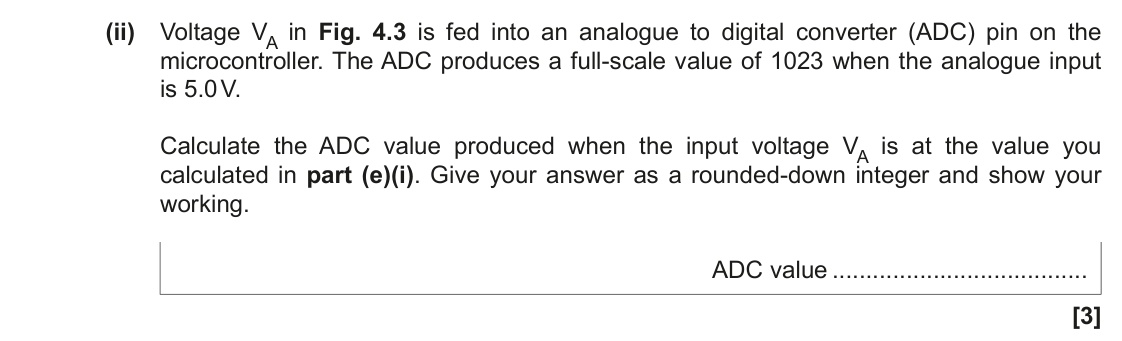 (ii) Voltage VA in Fig. 4.3 is fed into an analogue to digital converter (ADC) pin on the
microcontroller. The ADC produces a full-scale value of 1023 when the analogue input
is 5.0 V.
Calculate the ADC value produced when the input voltage VA is at the value you
calculated in part (e)(i). Give your answer as a rounded-down integer and show your
working.
ADC value ......................................
[3]